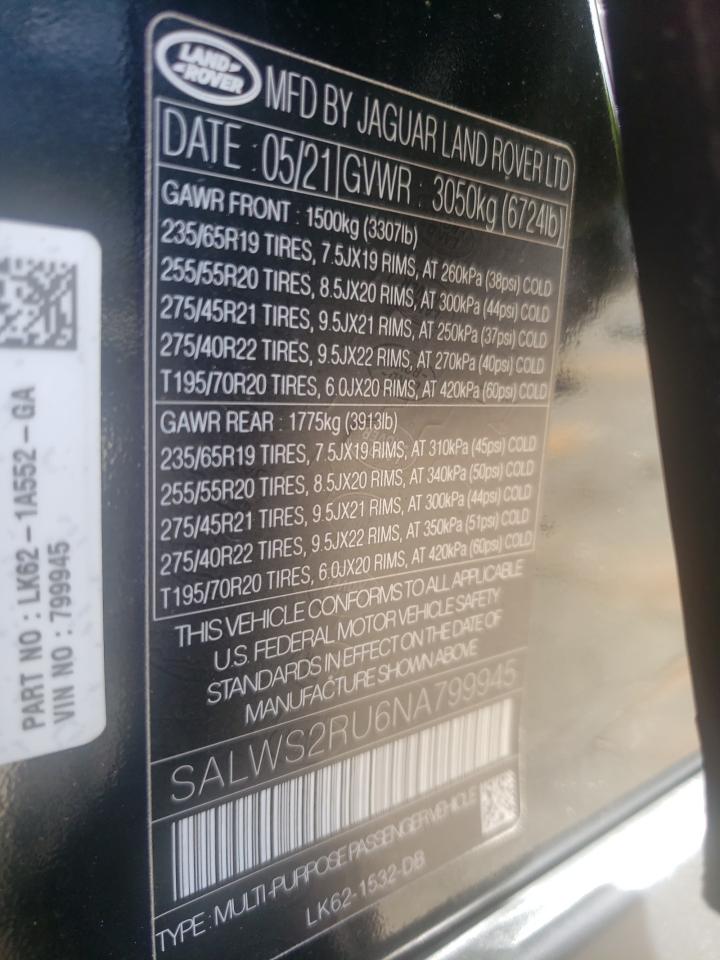 LAND
ROVER
MFD BY JAGUAR LAND ROVER LTD
DATE : 05/21 GVWR : 3050kg (6724lb)
GAWR FRONT : 1500kg (3307lb)
235/65R19 TIRES, 7.5JX19 RIMS, AT 260kPa (38psi) COLD
255/55R20 TIRES, 8.5JX20 RIMS, AT 300kPa (44psi) COLD
275/45R21 TIRES, 9.5JX21 RIMS, AT 250kPa (37psi) COLD
275/40R22 TIRES, 9.5JX22 RIMS, AT 270kPa (40psi) COLD
T195/70R20 TIRES, 6.0JX20 RIMS, AT 420kPa (60psi) COLD
GAWR REAR : 1775kg (3913lb)
235/65R19 TIRES, 7.5JX19 RIMS, AT 310kPa (45psi) COLD
255/55R20 TIRES, 8.5JX20 RIMS, AT 340kPa (50psi) COLD
275/45R21 TIRES, 9.5JX21 RIMS, AT 300kPa (44psi) COLD
275/40R22 TIRES, 9.5JX22 RIMS, AT 350kPa (51psi) COLD
T195/70R20 TIRES, 6.0JX20 RIMS, AT 420kPa (60psi) COLD
THIS VEHICLE CONFORMS TO ALL APPLICABLE
U.S. FEDERAL MOTOR VEHICLE SAFETY
STANDARDS IN EFFECT ON THE DATE OF
MANUFACTURE SHOWN ABOVE
SALWS2RU6NA799945
TYPE : MULTI-PURPOSE PASSENGER VEHICLE
LK62-1532-DB
PART NO : LK62-1A552-GA
VIN NO : 799945